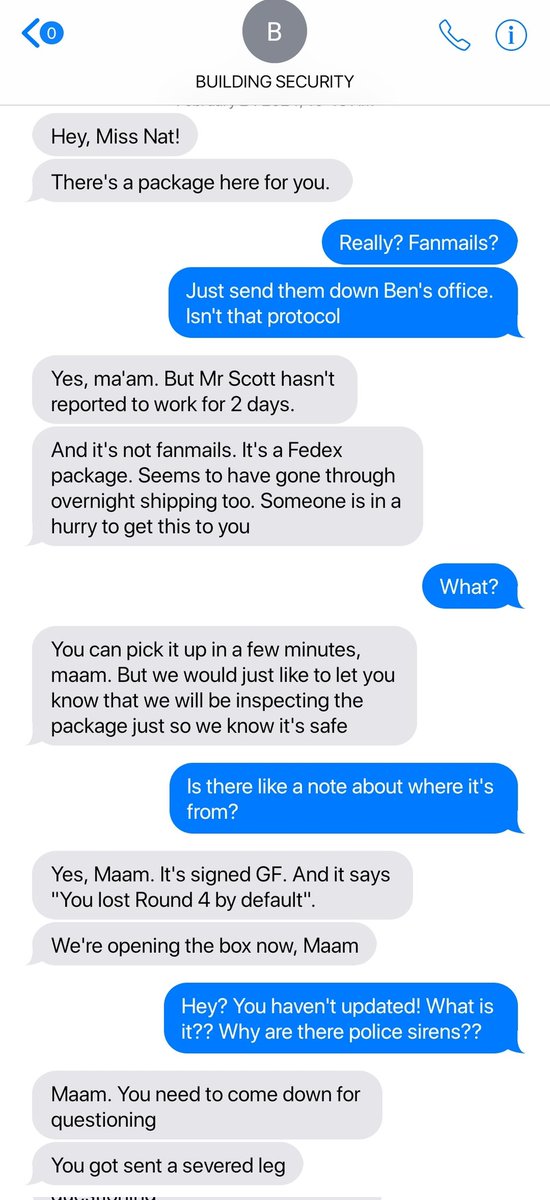 0
B
BUILDING SECURITY
Hey, Miss Nat!
There's a package here for you.
Really? Fanmails?
Just send them down Ben's office.
Isn't that protocol
Yes, ma'am. But Mr Scott hasn't
reported to work for 2 days.
And it's not fanmails. It's a Fedex
package. Seems to have gone through
overnight shipping too. Someone is in a
hurry to get this to you
What?
You can pick it up in a few minutes,
maam. But we would just like to let you
know that we will be inspecting the
package just so we know it's safe
Is there like a note about where it's
from?
Yes, Maam. It's signed GF. And it says
"You lost Round 4 by default".
We're opening the box now, Maam
Hey? You haven't updated! What is
it?? Why are there police sirens??
Maam. You need to come down for
questioning
You got sent a severed leg